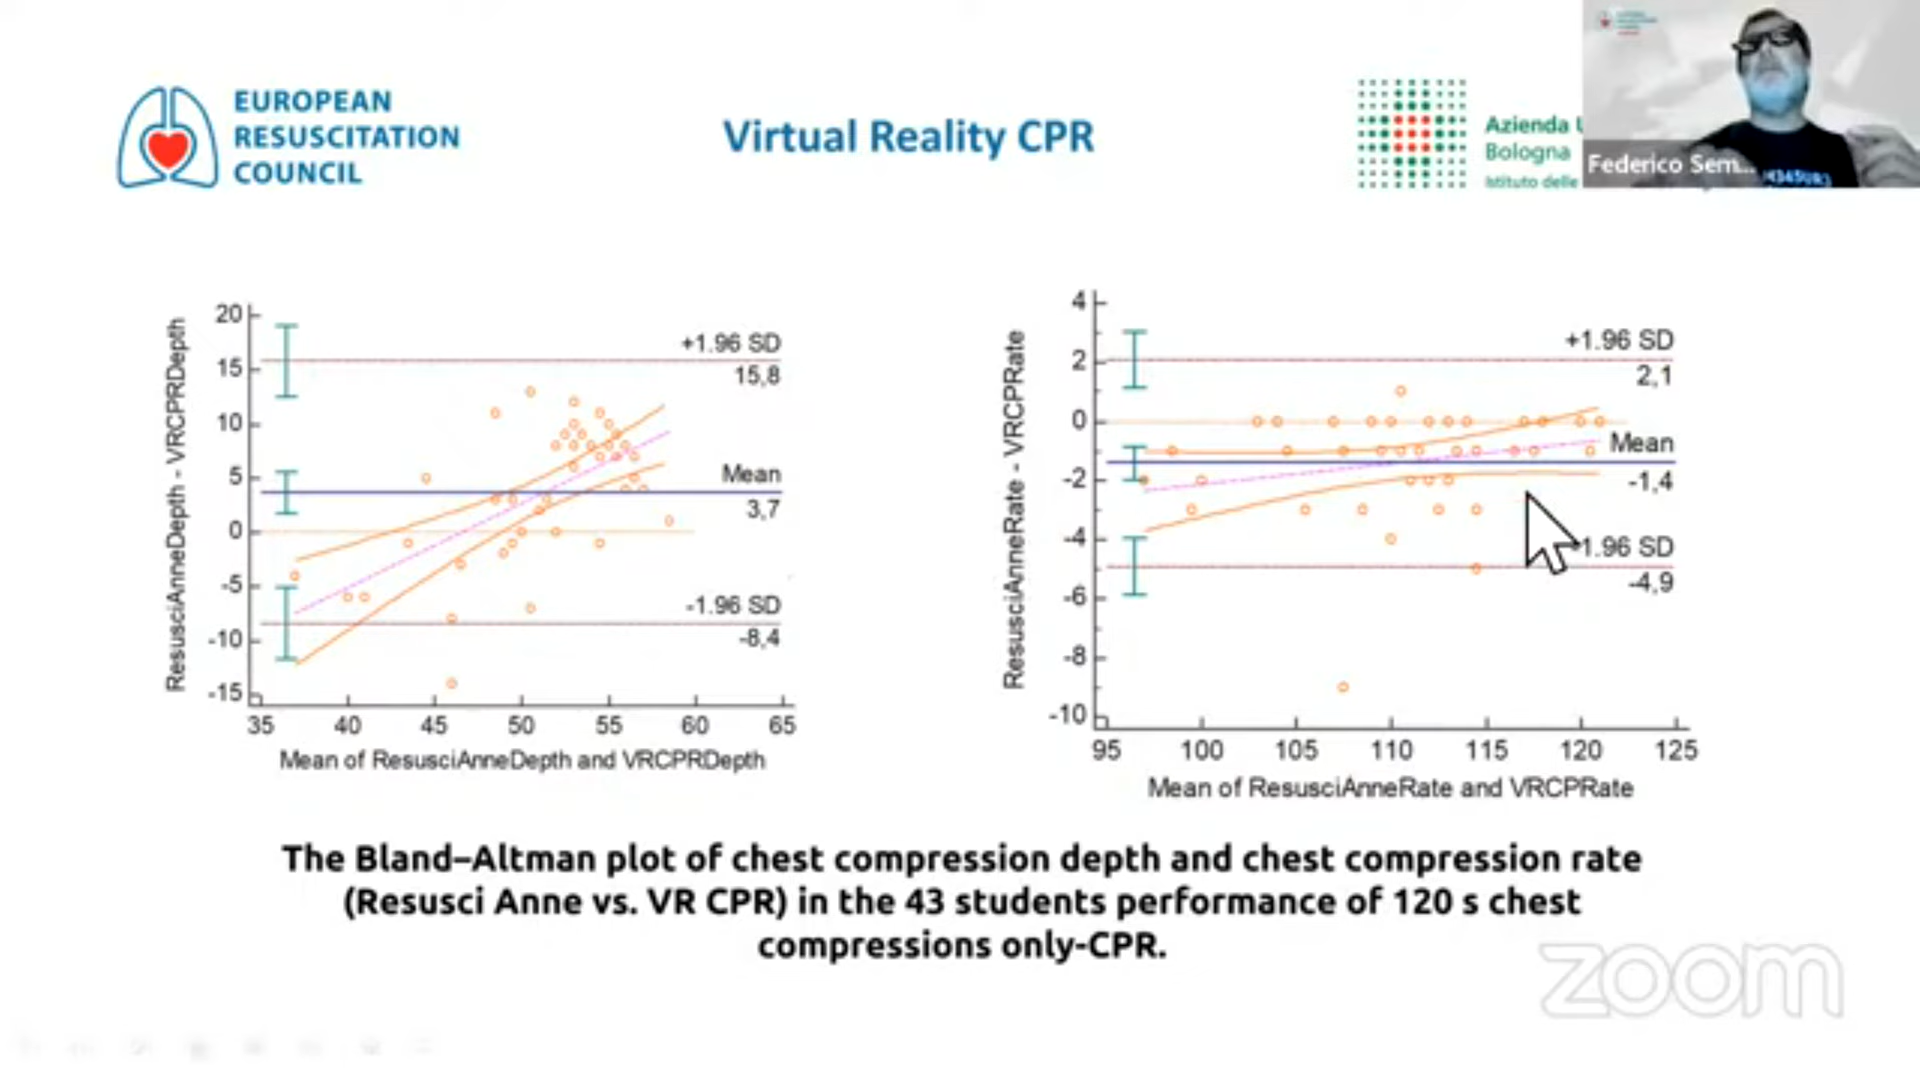 EUROPEAN
RESUSCITATION
COUNCIL
Virtual Reality CPR
Azienda
Bologna
Istituto delle
Federico Sem...
ResusciAnneDepth - VRCPRDepth
20
15
10
5
0
-5
-10
-15
+1.96 SD
15,8
Mean
3,7
-1.96 SD
-8,4
35 40 45 50 55 60 65
Mean of ResusciAnneDepth and VRCPRDepth
ResusciAnneRate - VRCPRRate
4
2
0
-2
-4
-6
-8
-10
+1.96 SD
2,1
Mean
-1,4
1.96 SD
-4,9
95 100 105 110 115 120 125
Mean of ResusciAnneRate and VRCPRate
The Bland–Altman plot of chest compression depth and chest compression rate
(Resusci Anne vs. VR CPR) in the 43 students performance of 120 s chest
compressions only-CPR.
zoom